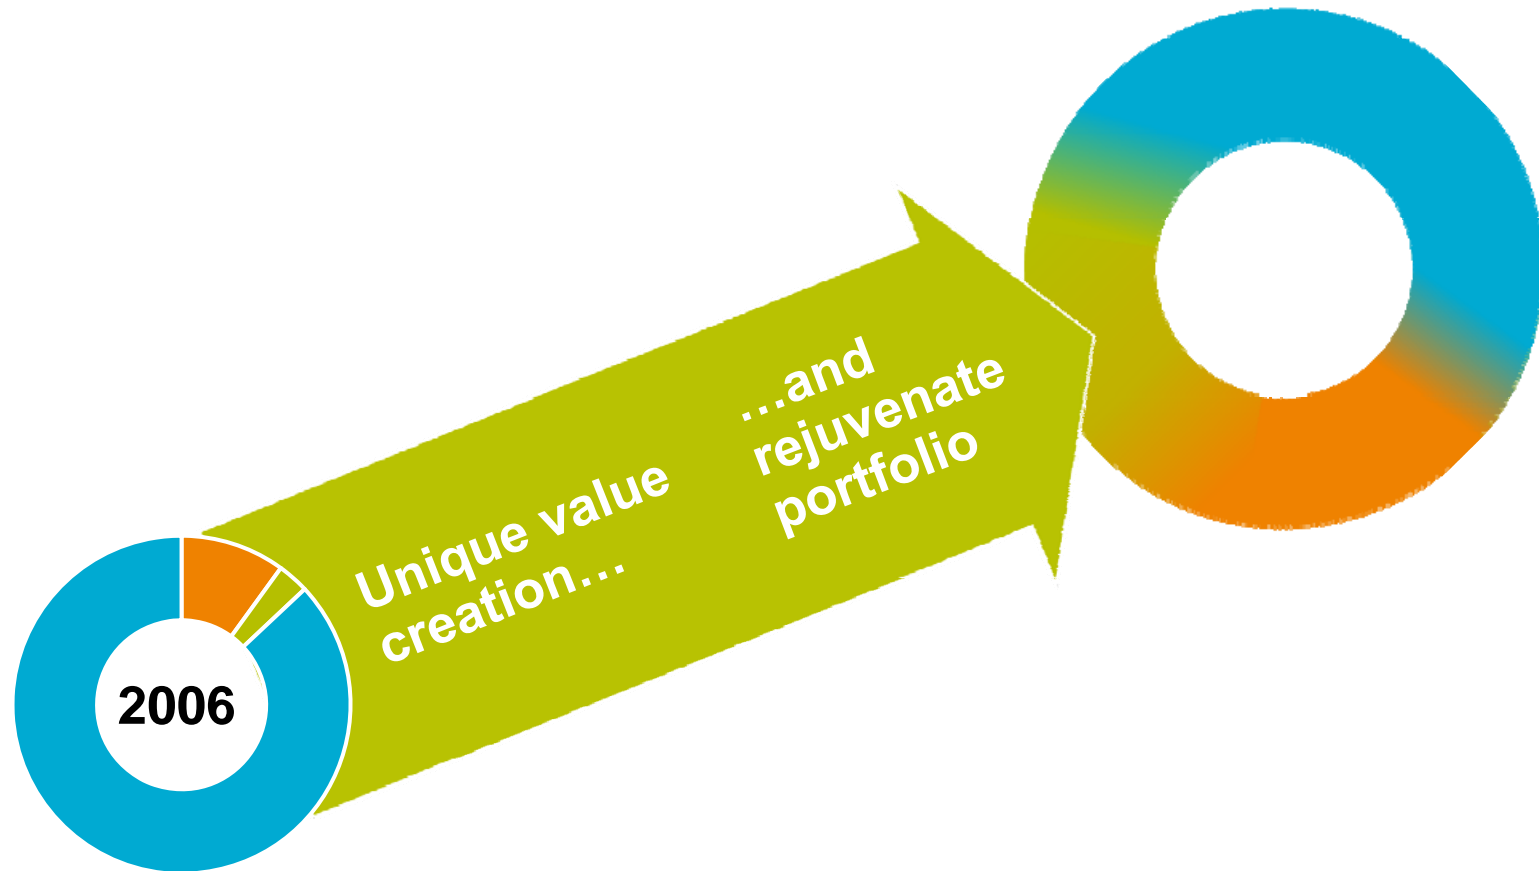 Unique value
creation…
…and
rejuvenate
portfolio
2006